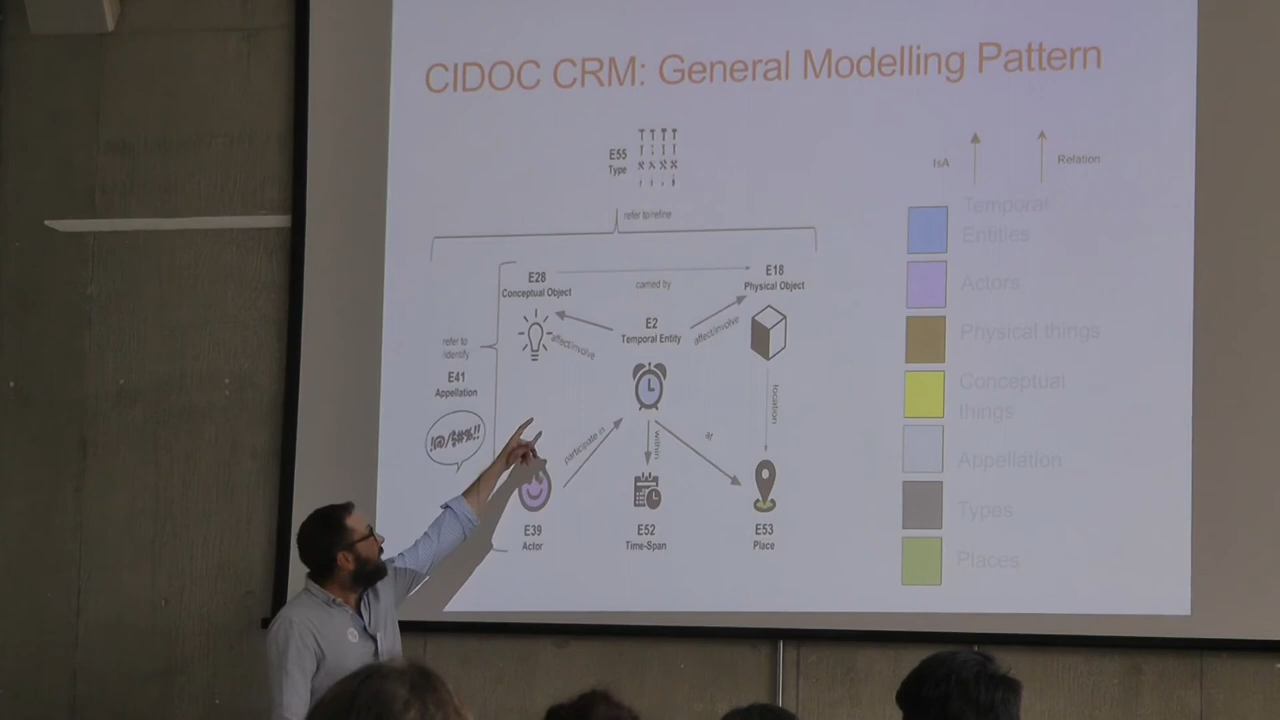 CIDOC CRM: General Modelling Pattern
E55
Type
IsA
Relation
refer to refine
Temporal
Entities
Actors
Physical things
Conceptual
things
Appellation
Types
Places
E28
Conceptual Object
carried by
E18
Physical Object
E2
Temporal Entity
affect/involve
affect/involve
refer to
identify
E41
Appellation
!@/%#%!!
participate in
within
at
location
E39
Actor
E52
Time-Span
E53
Place